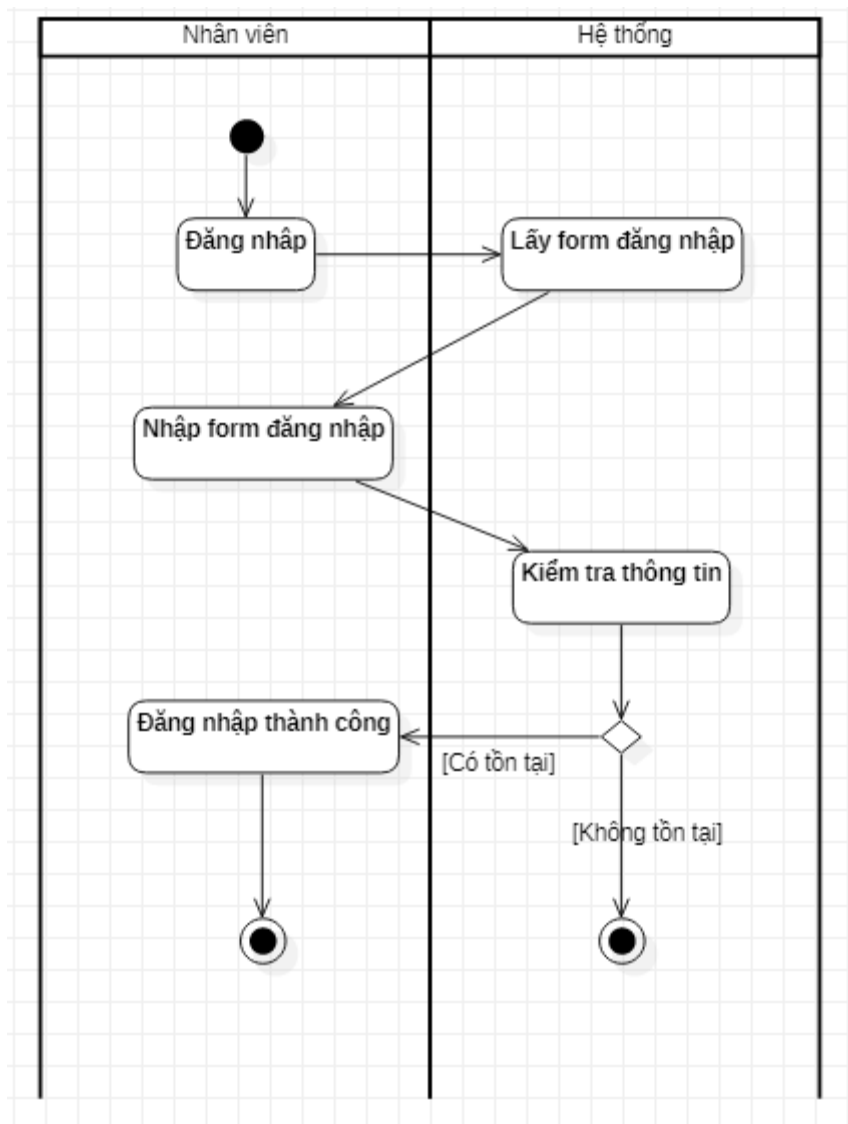 Nhân viên
Hệ thống
Đăng nhâp
Lấy form đăng nhập
Nhập form đăng nhập
Kiểm tra thông tin
Đăng nhập thành công
[Có tồn tại]
[Không tồn tại]